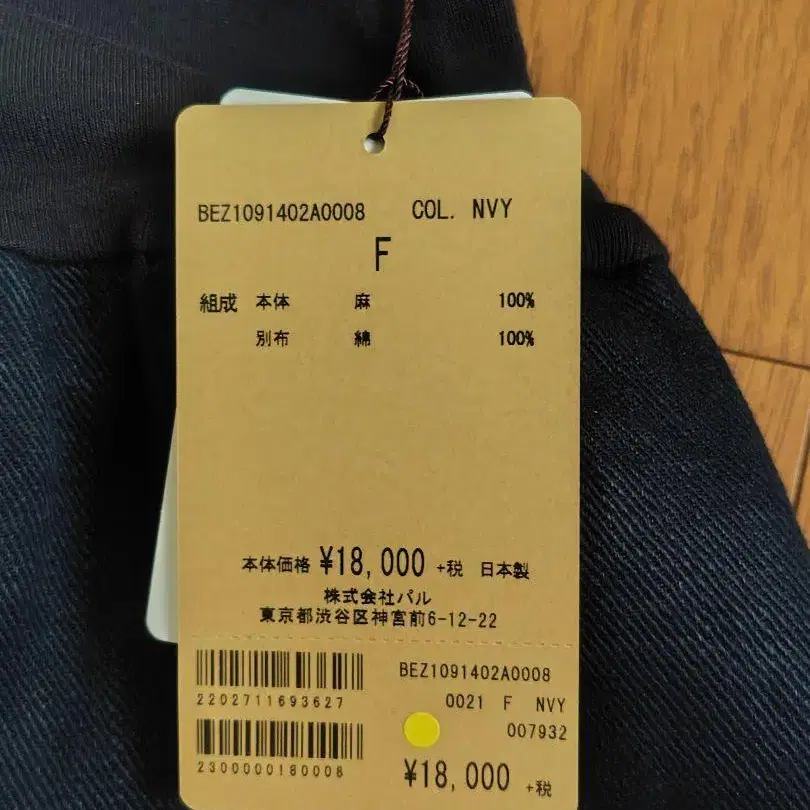 BEZ1091402A0008 COL. NVY
F
組成 本体 麻 100%
別布 綿 100%
本体価格 ¥18,000 +税 日本製
株式会社パル
東京都渋谷区神宮前6-12-22
BEZ1091402A0008
2202711693627
0021 F NVY
007932
2300000180008
¥18,000 +税